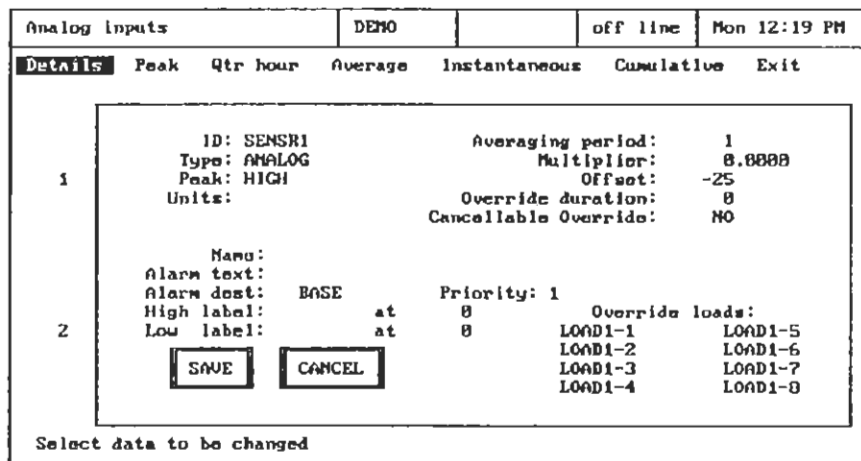 Analog inputs DEMO off line Mon 12:19 PM
Details Peak Qtr hour Average Instantaneous Cumulative Exit
ID: SENSR1 Averaging period: 1
Type: ANALOG Multiplier: 0.0000
1 Peak: HIGH Offset: -25
Units: Override duration: 0
Cancellable Override: NO
Name:
Alarm text:
Alarm dest: BASE Priority: 1
High label: at 0 Override loads:
2 Low label: at 0 LOAD1-1 LOAD1-5
LOAD1-2 LOAD1-6
SAVE CANCEL LOAD1-3 LOAD1-7
LOAD1-4 LOAD1-8
Select data to be changed